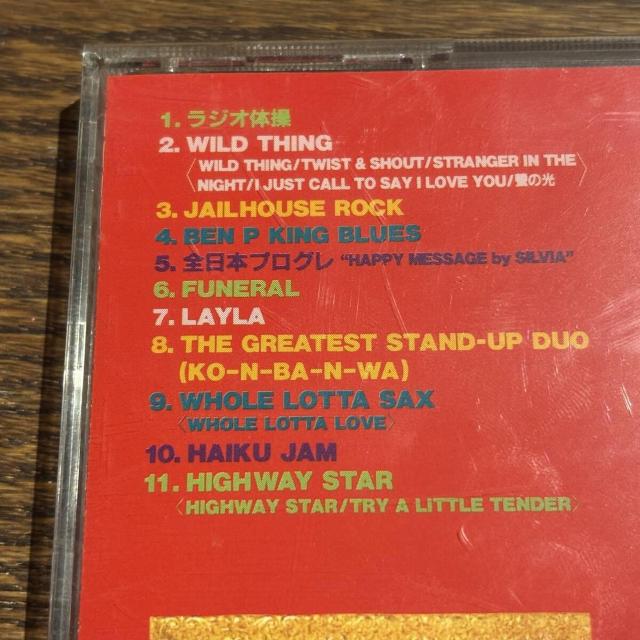 1. ラジオ体操
2. WILD THING
〈WILD THING/TWIST & SHOUT/STRANGER IN THE
NIGHT/I JUST CALL TO SAY I LOVE YOU/蛍の光〉
3. JAILHOUSE ROCK
4. BEN P KING BLUES
5. 全日本プログレ "HAPPY MESSAGE by SILVIA"
6. FUNERAL
7. LAYLA
8. THE GREATEST STAND-UP DUO
(KO-N-BA-N-WA)
9. WHOLE LOTTA SAX
〈WHOLE LOTTA LOVE〉
10. HAIKU JAM
11. HIGHWAY STAR
〈HIGHWAY STAR/TRY A LiTTLE TENDER〉